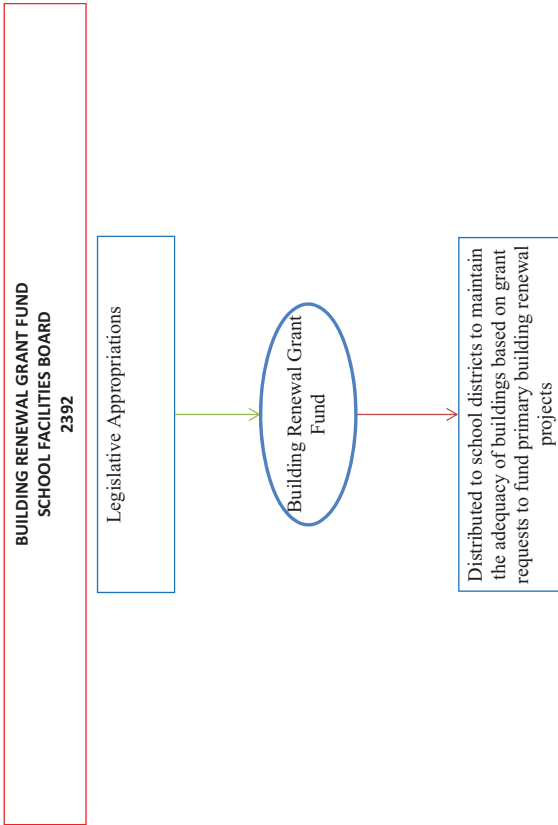 BUILDING RENEWAL GRANT FUND
SCHOOL FACILITIES BOARD
2392
Legislative Appropriations
Building Renewal Grant
Fund
Distributed to school districts to maintain
the adequacy of buildings based on grant
requests to fund primary building renewal
projects